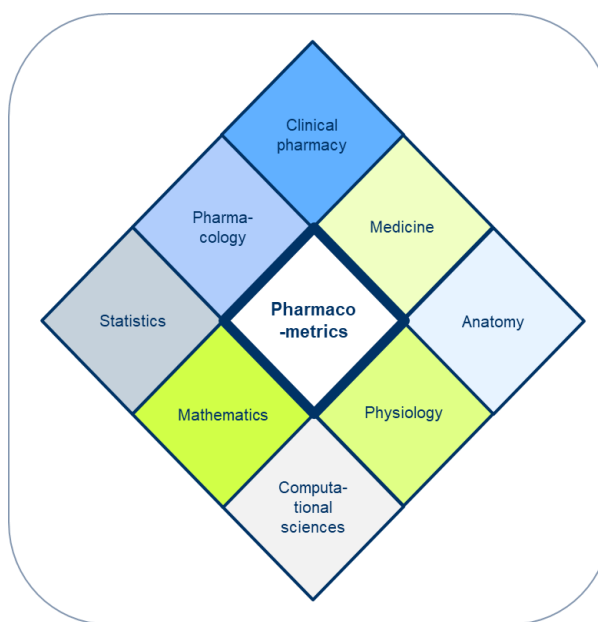 Clinical
pharmacy
Pharma-
cology
Medicine
Statistics
Pharmaco
-metrics
Anatomy
Mathematics
Physiology
Computa-
tional
sciences